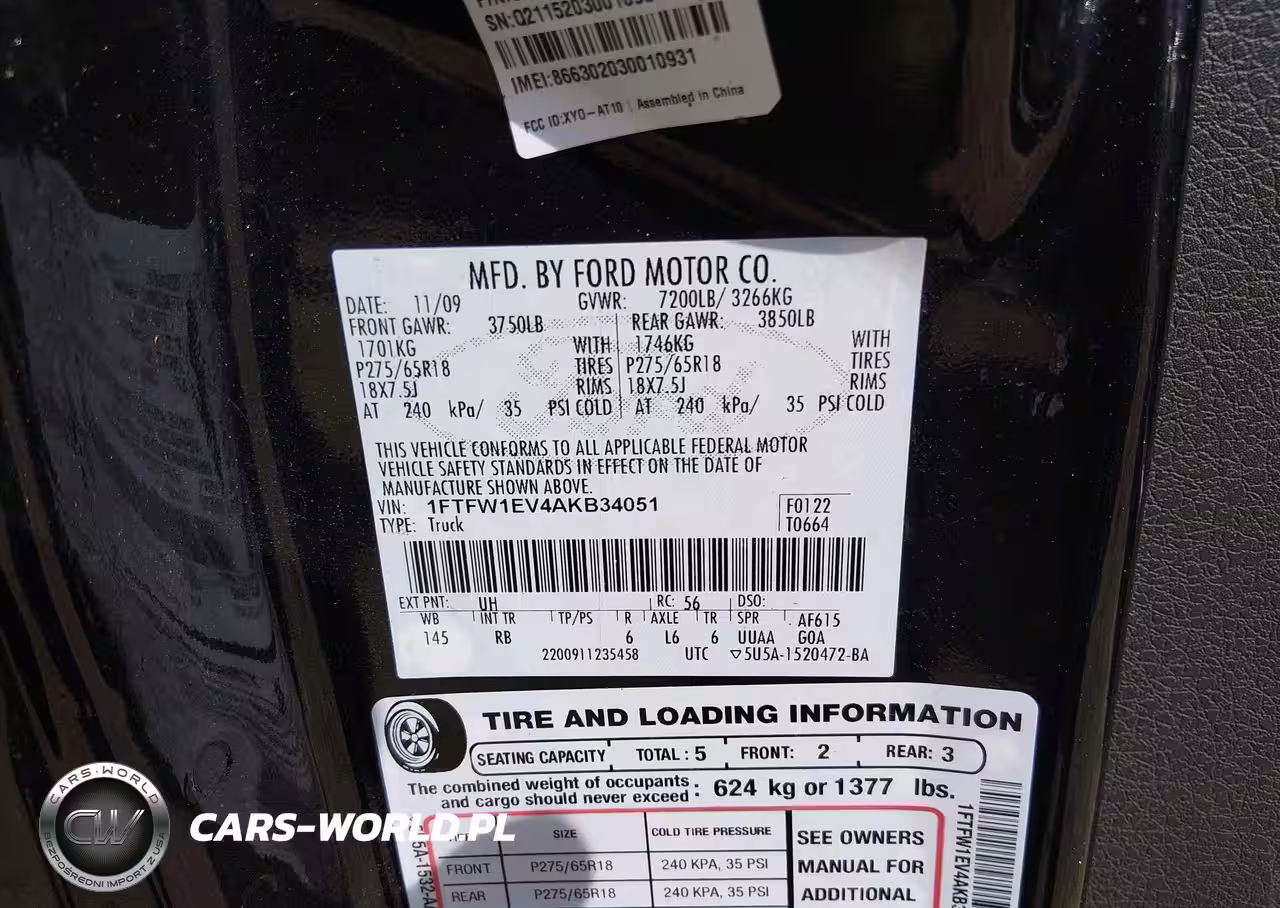 IMEI:866302030010931
FCC ID:XYO-AT10 Assembled in China
MFD. BY FORD MOTOR CO.
DATE: 11/09 GVWR: 7200LB/ 3266KG
FRONT GAWR: 3750LB REAR GAWR: 3850LB
1701KG WITH 1746KG WITH
P275/65R18 TIRES P275/65R18 TIRES
18X7.5J RIMS 18X7.5J RIMS
AT 240 kPa/ 35 PSI COLD AT 240 kPa/ 35 PSI COLD
THIS VEHICLE CONFORMS TO ALL APPLICABLE FEDERAL MOTOR
VEHICLE SAFETY STANDARDS IN EFFECT ON THE DATE OF
MANUFACTURE SHOWN ABOVE.
VIN: 1FTFW1EV4AKB34051 F0122
TYPE: Truck T0664
EXT PNT: UH RC: 56 DSO:
WB INT TR TP/PS R AXLE TR SPR AF615
145 RB 6 L6 6 UUAA GOA
2200911235458 UTC ▽5U5A-1520472-BA
TIRE AND LOADING INFORMATION
SEATING CAPACITY TOTAL : 5 FRONT: 2 REAR: 3
The combined weight of occupants
and cargo should never exceed : 624 kg or 1377 lbs.
SIZE COLD TIRE PRESSURE SEE OWNERS
FRONT P275/65R18 240 KPA, 35 PSI MANUAL FOR
REAR P275/65R18 240 KPA, 35 PSI ADDITIONAL
CARS-WORLD
CW
BEZPOŚREDNI IMPORT Z USA
CARS-WORLD.PL